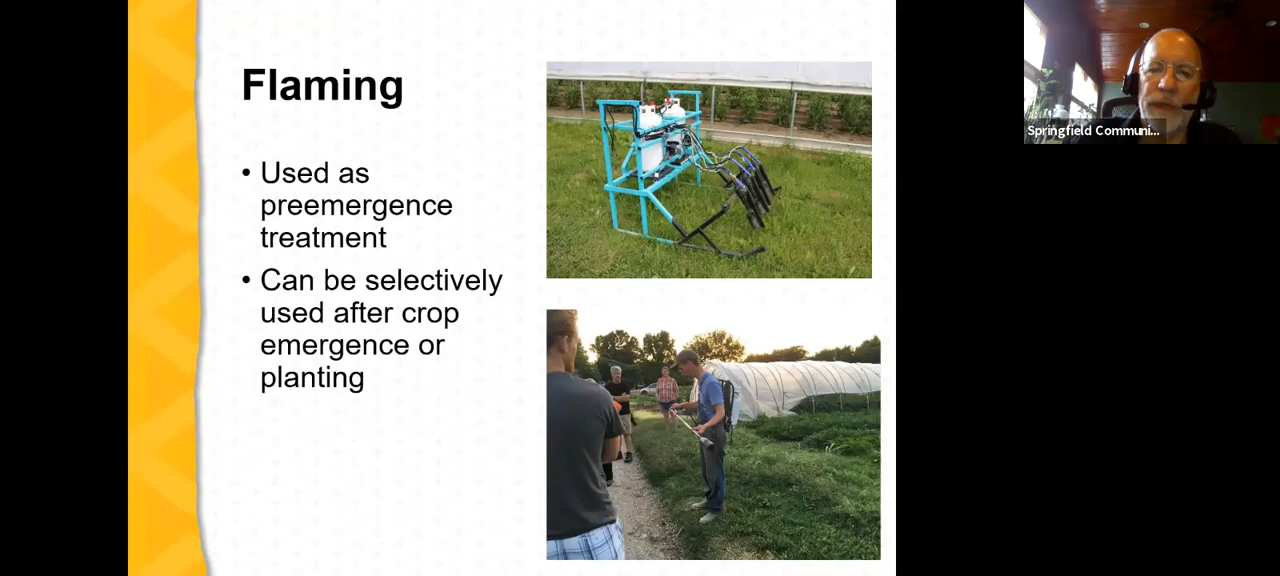 Flaming
• Used as
preemergence
treatment
• Can be selectively
used after crop
emergence or
planting
Springfield Communi...